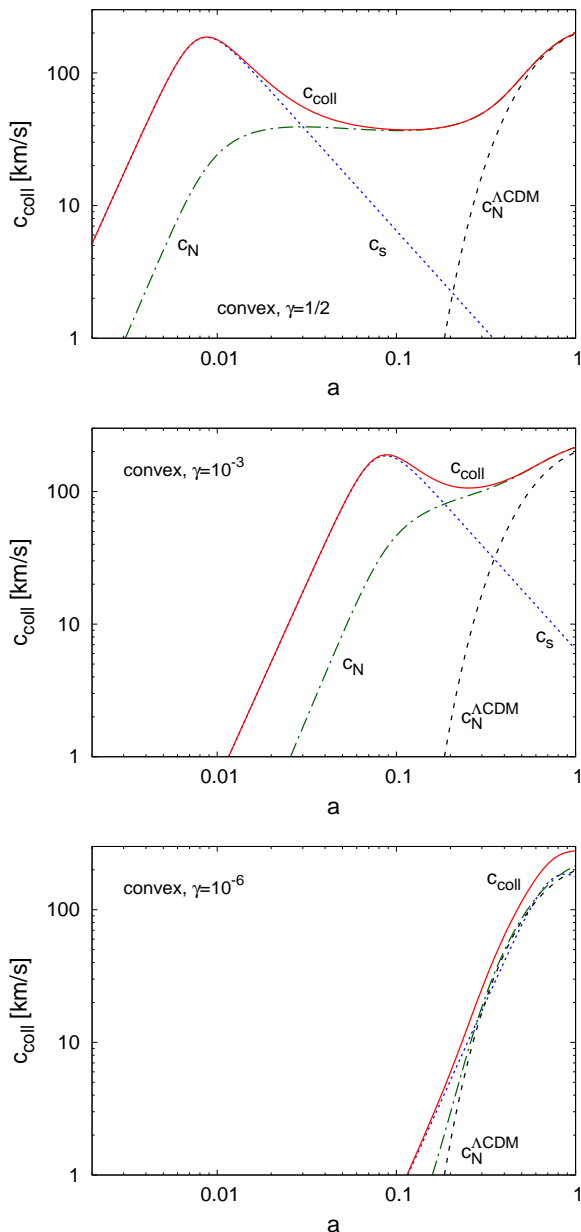 100
10
1
0.01
0.1
1
c_coll [km/s]
a
c_coll
c_N
c_s
c_N^ΛCDM
convex, γ=1/2
100
10
1
0.01
0.1
1
c_coll [km/s]
a
convex, γ=10^-3
c_coll
c_N
c_s
c_N^ΛCDM
100
10
1
0.01
0.1
1
c_coll [km/s]
a
convex, γ=10^-6
c_coll
c_N^ΛCDM